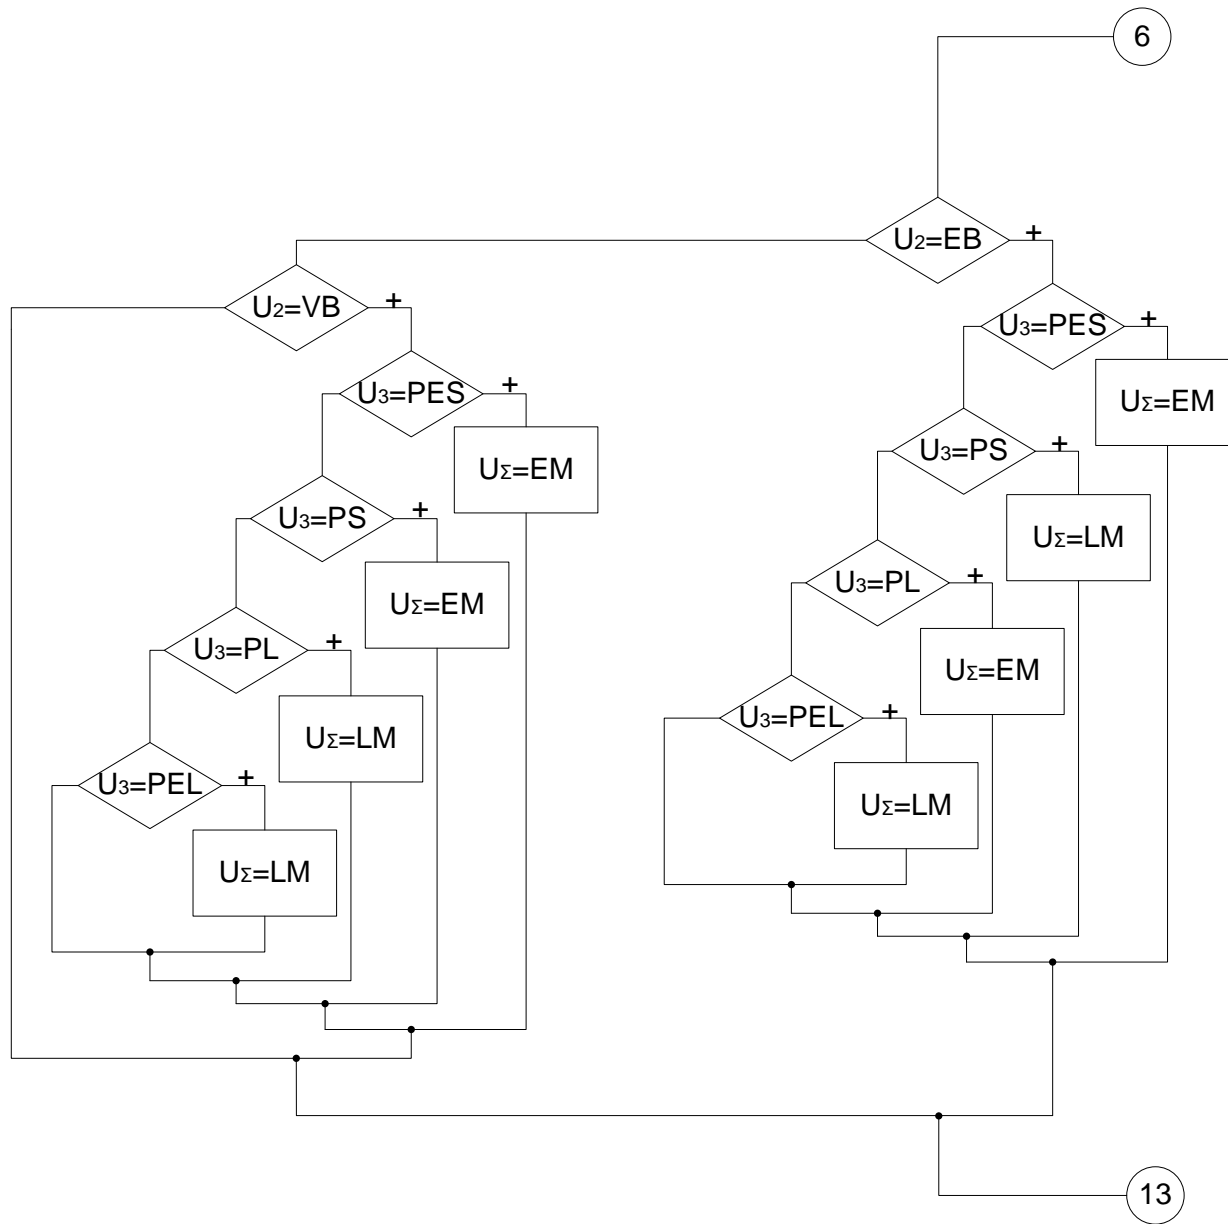 6
U₂=EB
+
U₂=VB
+
U₃=PES
+
U₃=PES
+
UΣ=EM
U₃=PS
+
UΣ=EM
U₃=PS
+
UΣ=LM
U₃=PL
+
UΣ=EM
U₃=PL
+
UΣ=EM
U₃=PEL
+
UΣ=LM
U₃=PEL
+
UΣ=LM
UΣ=LM
13